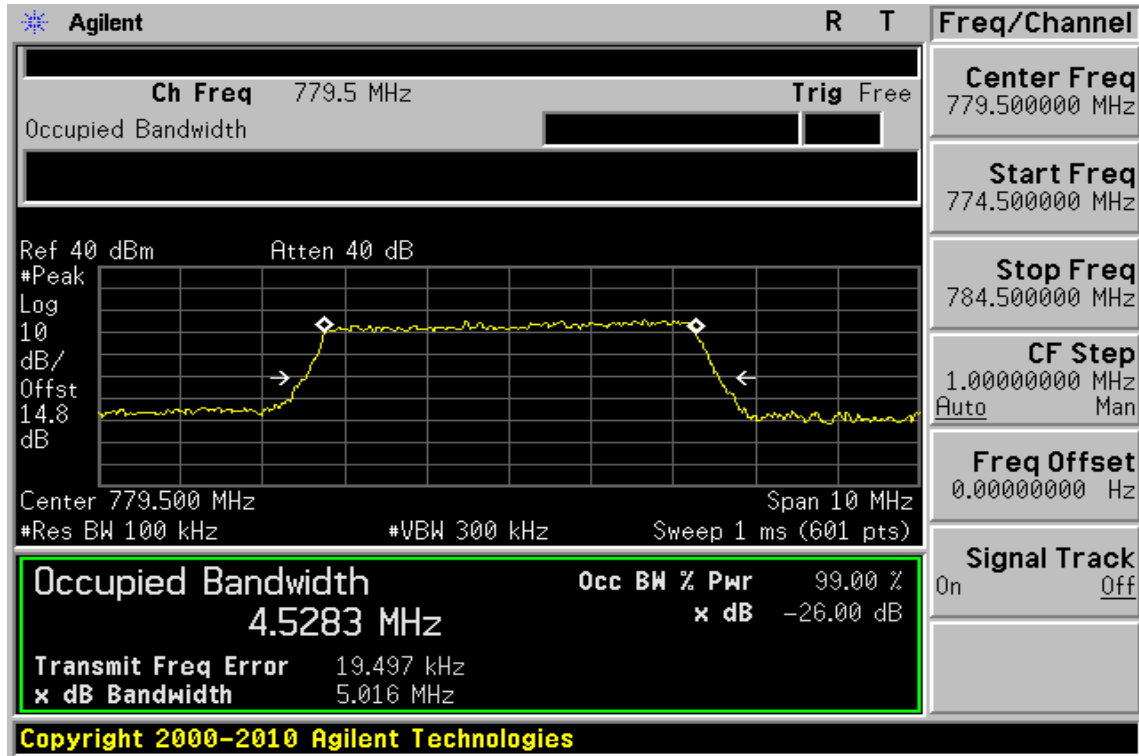 Agilent R T
Ch Freq 779.5 MHz Trig Free
Occupied Bandwidth
Ref 40 dBm Atten 40 dB
#Peak
Log
10
dB/
Offst
14.8
dB
Center 779.500 MHz Span 10 MHz
#Res BW 100 kHz #VBW 300 kHz Sweep 1 ms (601 pts)
Occupied Bandwidth
4.5283 MHz
Occ BW % Pwr 99.00 %
x dB -26.00 dB
Transmit Freq Error 19.497 kHz
x dB Bandwidth 5.016 MHz
Copyright 2000-2010 Agilent Technologies
Freq/Channel
Center Freq
779.500000 MHz
Start Freq
774.500000 MHz
Stop Freq
784.500000 MHz
CF Step
1.00000000 MHz
Auto Man
Freq Offset
0.00000000 Hz
Signal Track
On Off